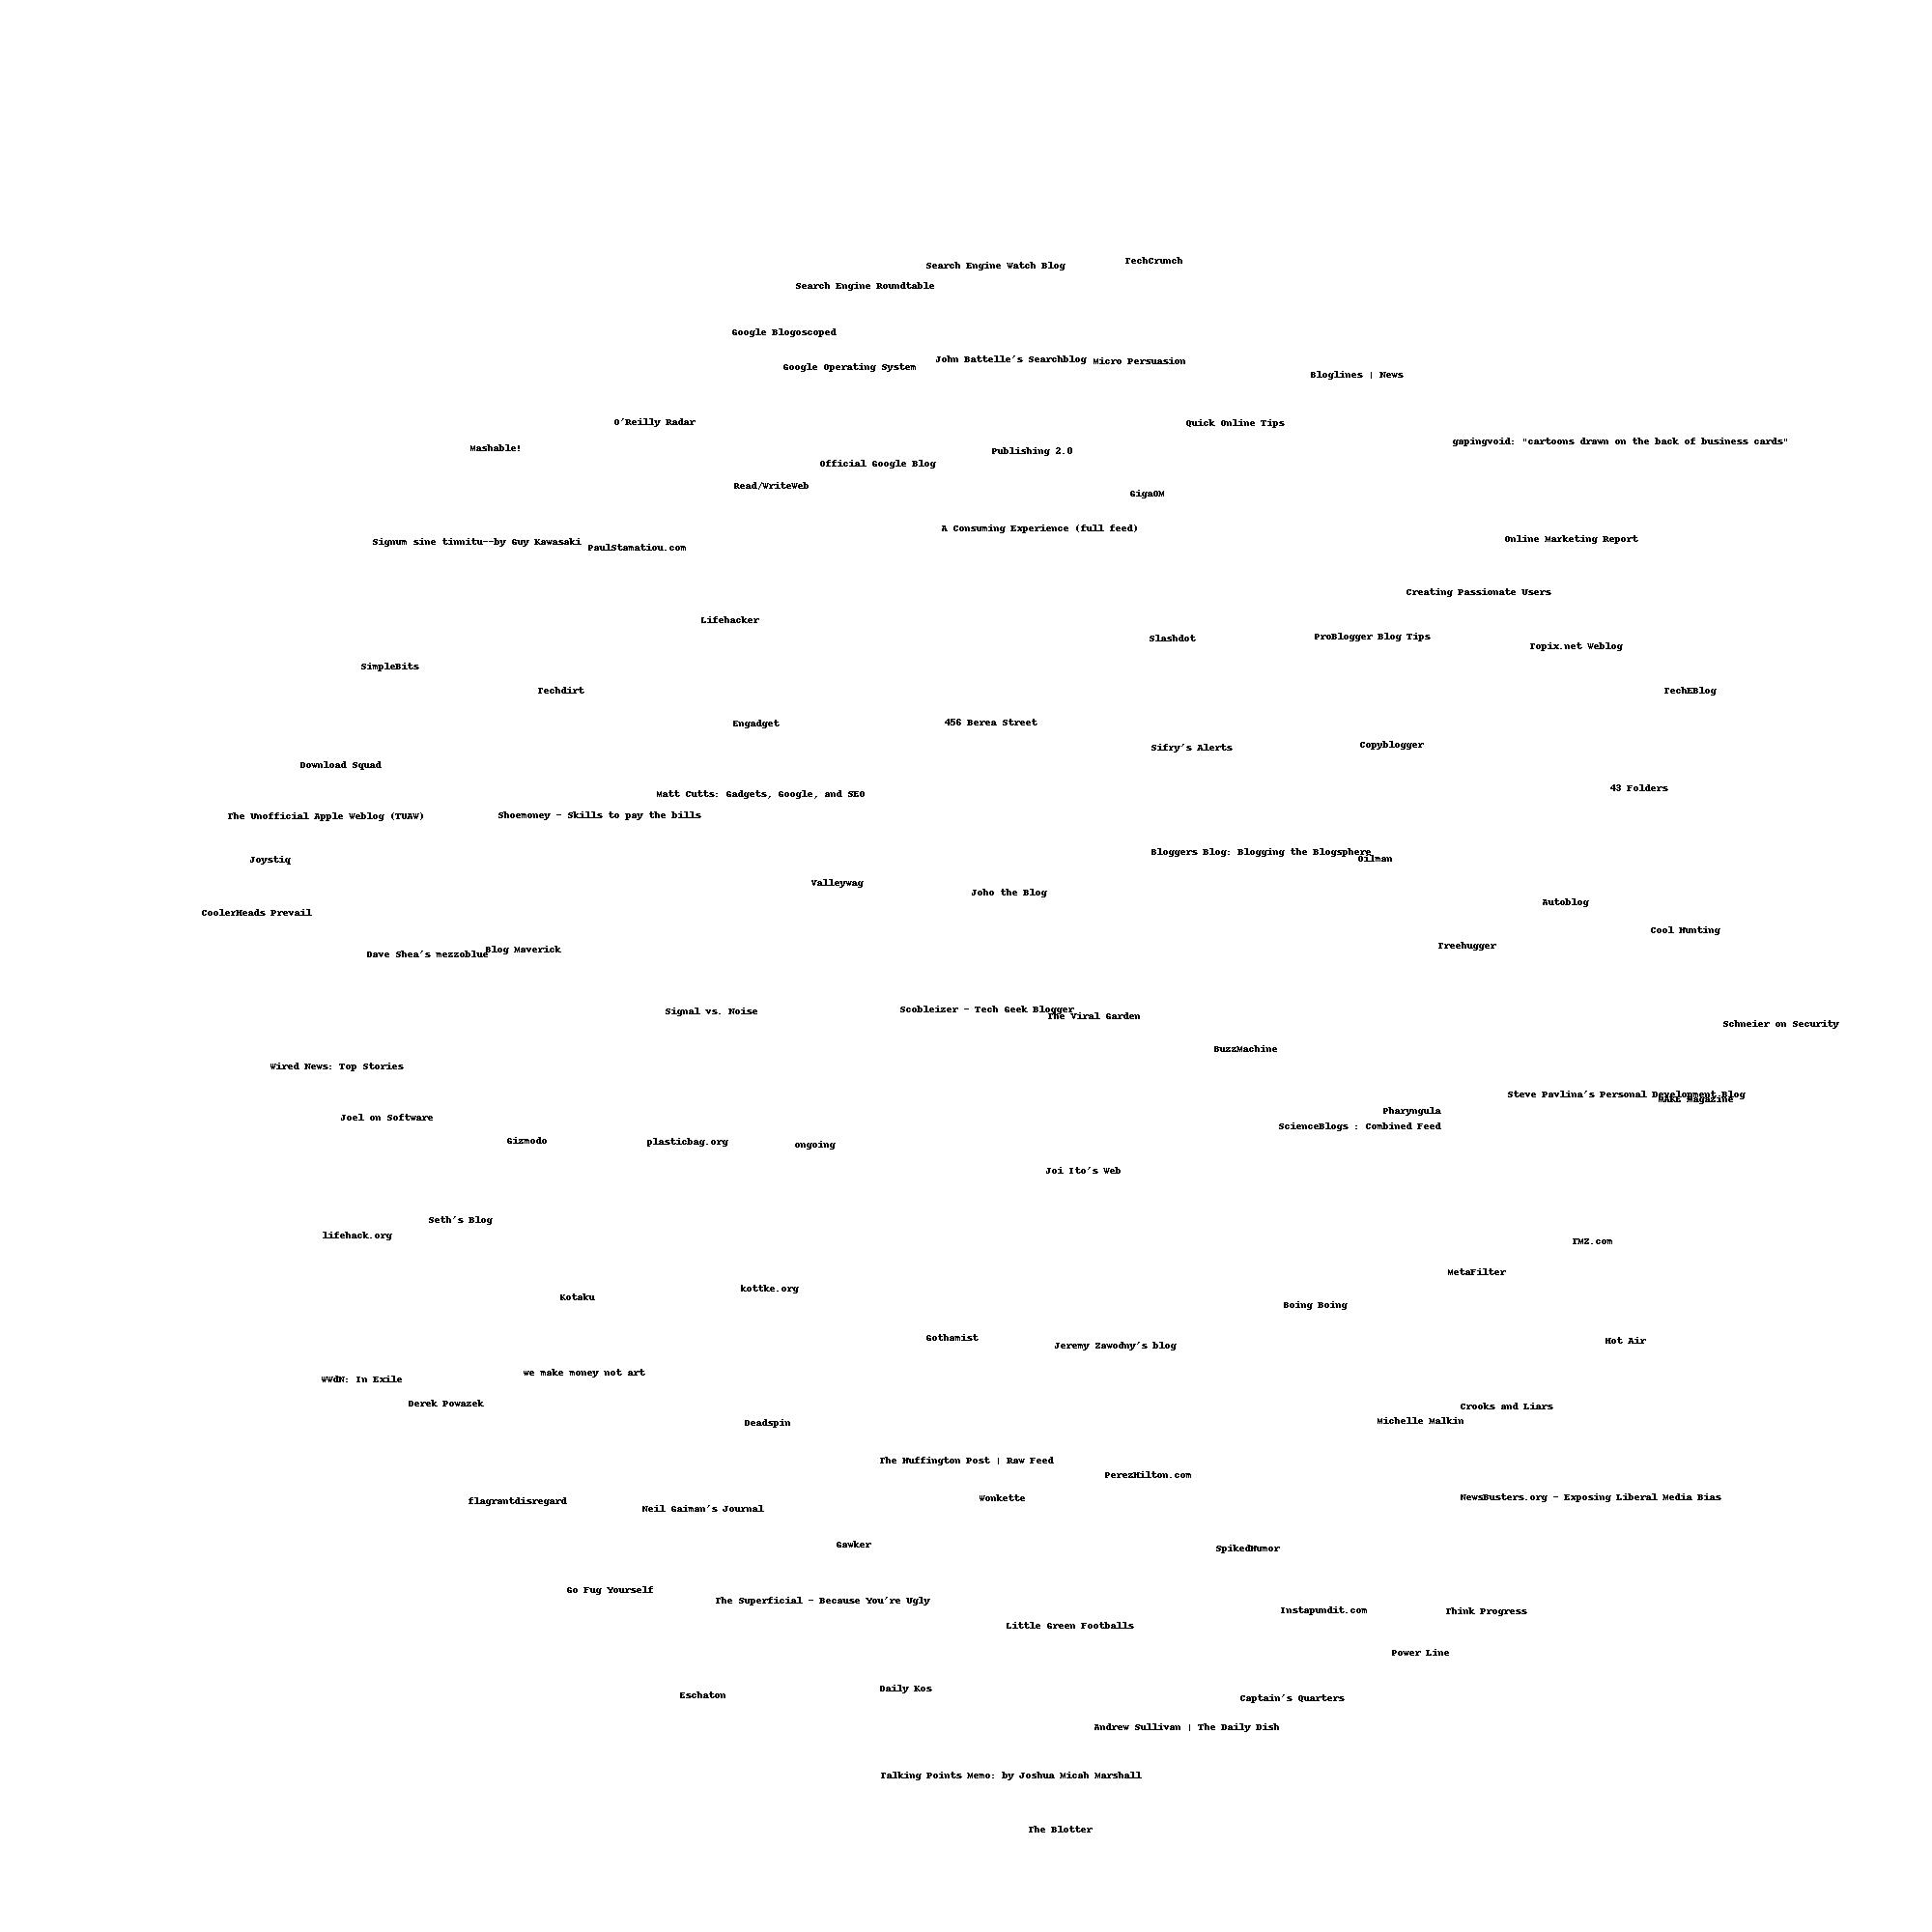 TechCrunch
Search Engine Watch Blog
Search Engine Roundtable
Google Blogoscoped
John Battelle's Searchblog
Micro Persuasion
Google Operating System
Bloglines | News
O'Reilly Radar
Quick Online Tips
gapingvoid: "cartoons drawn on the back of business cards"
Mashable!
Publishing 2.0
Official Google Blog
Read/WriteWeb
GigaOM
A Consuming Experience (full feed)
Online Marketing Report
Signum sine tinnitu--by Guy Kawasaki
PaulStamatiou.com
Creating Passionate Users
Lifehacker
Slashdot
ProBlogger Blog Tips
Topix.net Weblog
SimpleBits
Techdirt
TechEBlog
Engadget
456 Berea Street
Sifry's Alerts
Copyblogger
Download Squad
43 Folders
Matt Cutts: Gadgets, Google, and SEO
The Unofficial Apple Weblog (TUAW)
Shoemoney - Skills to pay the bills
Bloggers Blog: Blogging the Blogsphere
Oilman
Joystiq
Valleywag
Joho the Blog
Autoblog
CoolerHeads Prevail
Cool Hunting
Treehugger
Blog Maverick
Dave Shea's mezzoblue
Signal vs. Noise
Scobleizer - Tech Geek Blogger
The Viral Garden
Schneier on Security
BuzzMachine
Wired News: Top Stories
Steve Pavlina's Personal Development Blog
MAKE Magazine
Pharyngula
Joel on Software
ScienceBlogs : Combined Feed
Gizmodo
plasticbag.org
ongoing
Joi Ito's Web
Seth's Blog
lifehack.org
TMZ.com
MetaFilter
kottke.org
Kotaku
Boing Boing
Gothamist
Hot Air
Jeremy Zawodny's blog
we make money not art
WWdN: In Exile
Derek Powazek
Crooks and Liars
Michelle Malkin
Deadspin
The Huffington Post | Raw Feed
PerezHilton.com
Wonkette
NewsBusters.org - Exposing Liberal Media Bias
flagrantdisregard
Neil Gaiman's Journal
Gawker
SpikedHumor
Go Fug Yourself
The Superficial - Because You're Ugly
Instapundit.com
Think Progress
Little Green Footballs
Power Line
Daily Kos
Eschaton
Captain's Quarters
Andrew Sullivan | The Daily Dish
Talking Points Memo: by Joshua Micah Marshall
The Blotter